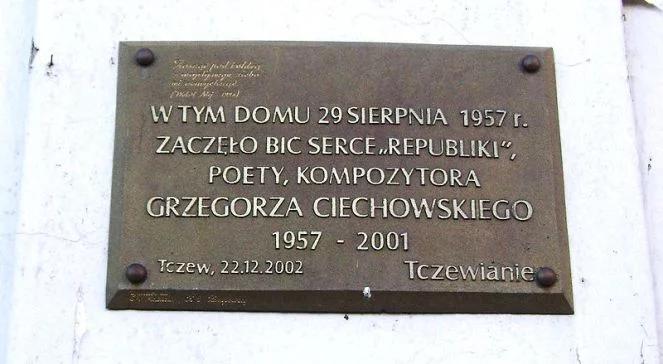 W TYM DOMU 29 SIERPNIA 1957 r.
ZACZĘŁO BIC SERCE „REPUBLIKI”,
POETY, KOMPOZYTORA
GRZEGORZA CIECHOWSKIEGO
1957 - 2001
Tczew, 22.12.2002 Tczewianie